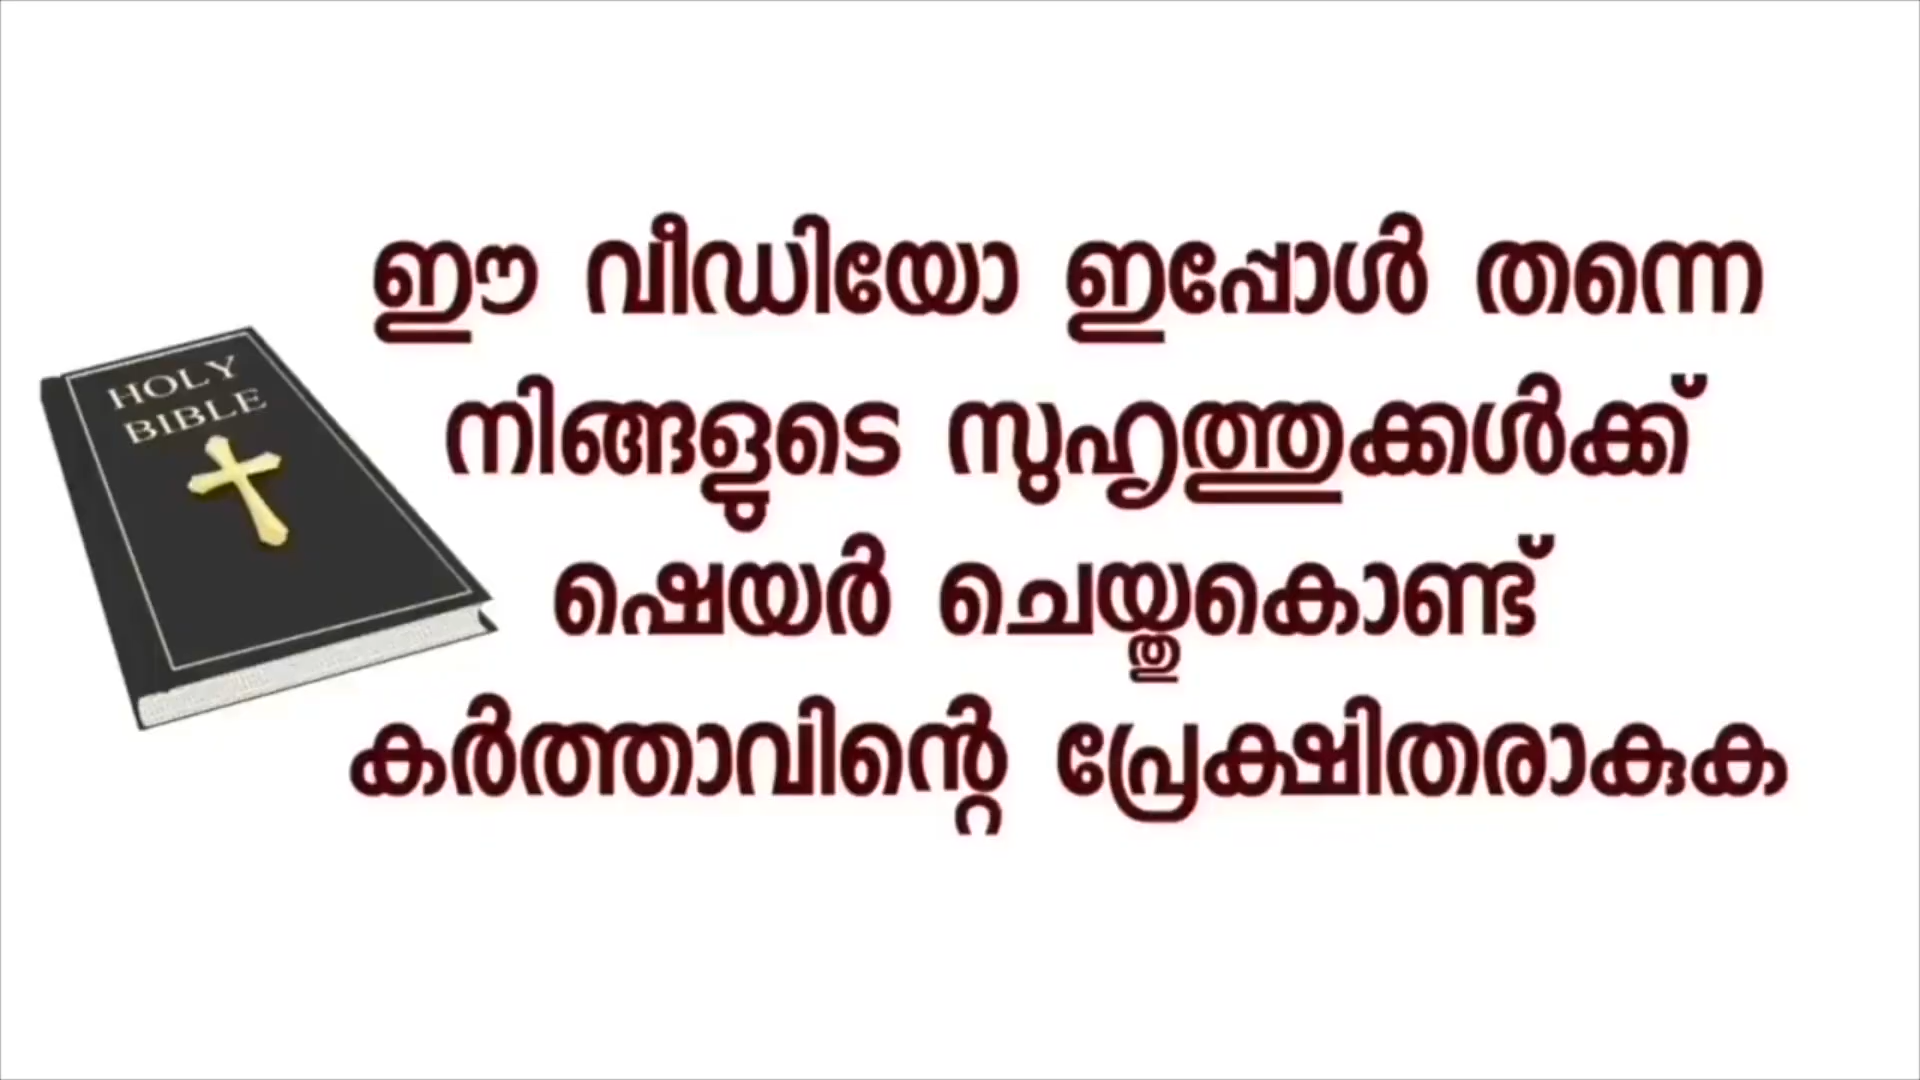 HOLY
BIBLE
ഈ വീഡിയോ ഇപ്പോൾ തന്നെ
നിങ്ങളുടെ സുഹൃത്തുക്കൾക്ക്
ഷെയർ ചെയ്തുകൊണ്ട്
കർത്താവിന്റെ പ്രേക്ഷിതരാകുക